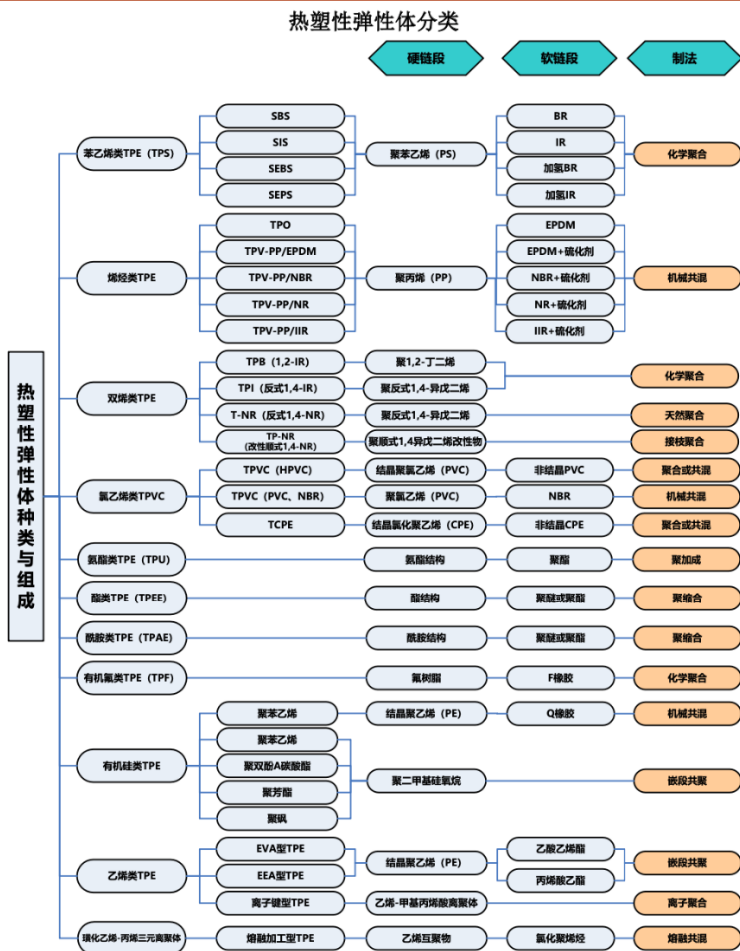 热塑性弹性体分类
硬链段
软链段
制法
热塑性弹性体种类与组成
苯乙烯类TPE（TPS）
SBS
SIS
SEBS
SEPS
聚苯乙烯（PS）
BR
IR
加氢BR
加氢IR
化学聚合
烯烃类TPE
TPO
TPV-PP/EPDM
TPV-PP/NBR
TPV-PP/NR
TPV-PP/IIR
聚丙烯（PP）
EPDM
EPDM+硫化剂
NBR+硫化剂
NR+硫化剂
IIR+硫化剂
机械共混
双烯类TPE
TPB（1,2-IR）
聚1,2-丁二烯
TPI（反式1,4-IR）
聚反式1,4-异戊二烯
化学聚合
T-NR（反式1,4-NR）
聚反式1,4-异戊二烯
天然聚合
TP-NR
（改性顺式1,4-NR）
聚顺式1,4异戊二烯改性物
接枝聚合
氯乙烯类TPVC
TPVC（HPVC）
结晶聚氯乙烯（PVC）
非结晶PVC
聚合或共混
TPVC（PVC、NBR）
聚氯乙烯（PVC）
NBR
机械共混
TCPE
结晶氯化聚乙烯（CPE）
非结晶CPE
聚合或共混
氨酯类TPE（TPU）
氨酯结构
聚酯
聚加成
酯类TPE（TPEE）
酯结构
聚醚或聚酯
聚缩合
酰胺类TPE（TPAE）
酰胺结构
聚醚或聚酯
聚缩合
有机氟类TPE（TPF）
氟树脂
F橡胶
化学聚合
有机硅类TPE
聚苯乙烯
结晶聚乙烯（PE）
Q橡胶
机械共混
聚苯乙烯
聚双酚A碳酸酯
聚芳酯
聚砜
聚二甲基硅氧烷
嵌段共聚
乙烯类TPE
EVA型TPE
EEA型TPE
结晶聚乙烯（PE）
乙酸乙烯酯
丙烯酸乙酯
嵌段共聚
离子键型TPE
乙烯-甲基丙烯酸离聚体
离子聚合
璜化乙烯-丙烯三元离聚体
熔融加工型TPE
乙烯互聚物
氯化聚烯烃
熔融共混